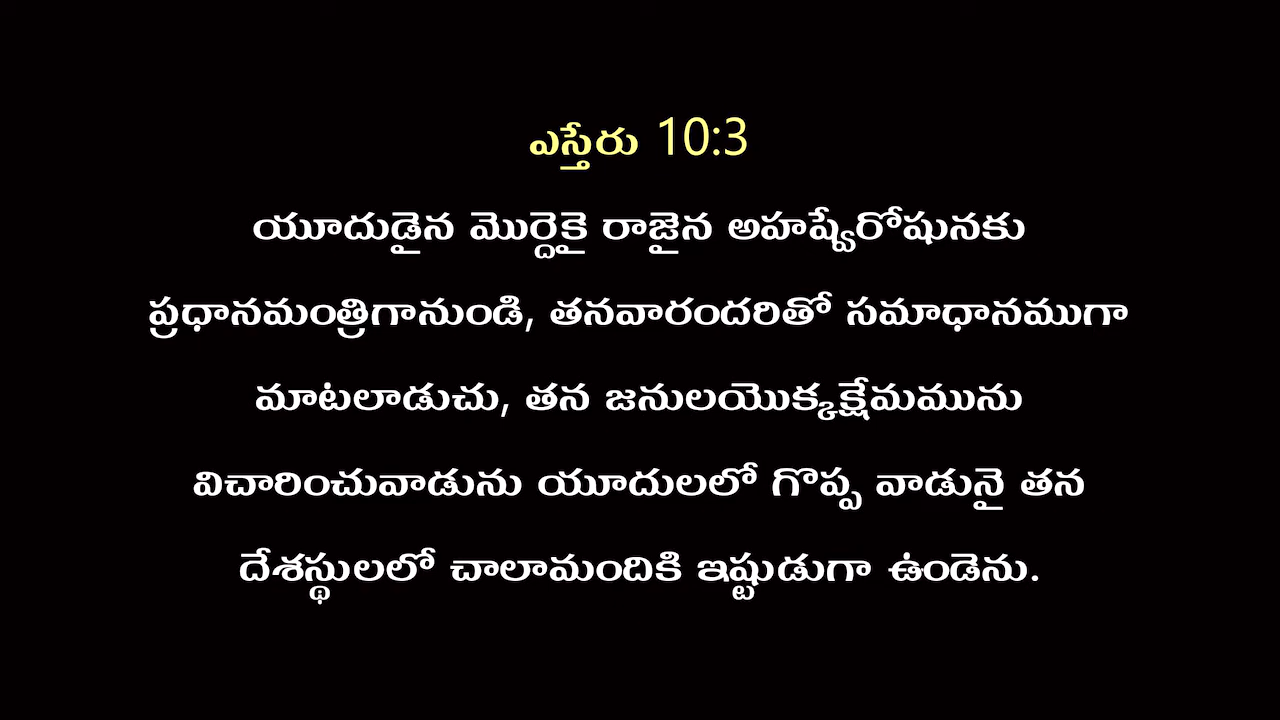 ఎస్తేరు 10:3
యూదుడైన మొర్దెకై రాజైన అహష్వేరోషునకు
ప్రధానమంత్రిగానుండి, తనవారందరితో సమాధానముగా
మాటలాడుచు, తన జనులయొక్కక్షేమమును
విచారించువాడును యూదులలో గొప్ప వాడునై తన
దేశస్థులలో చాలామందికి ఇష్టుడుగా ఉండెను.